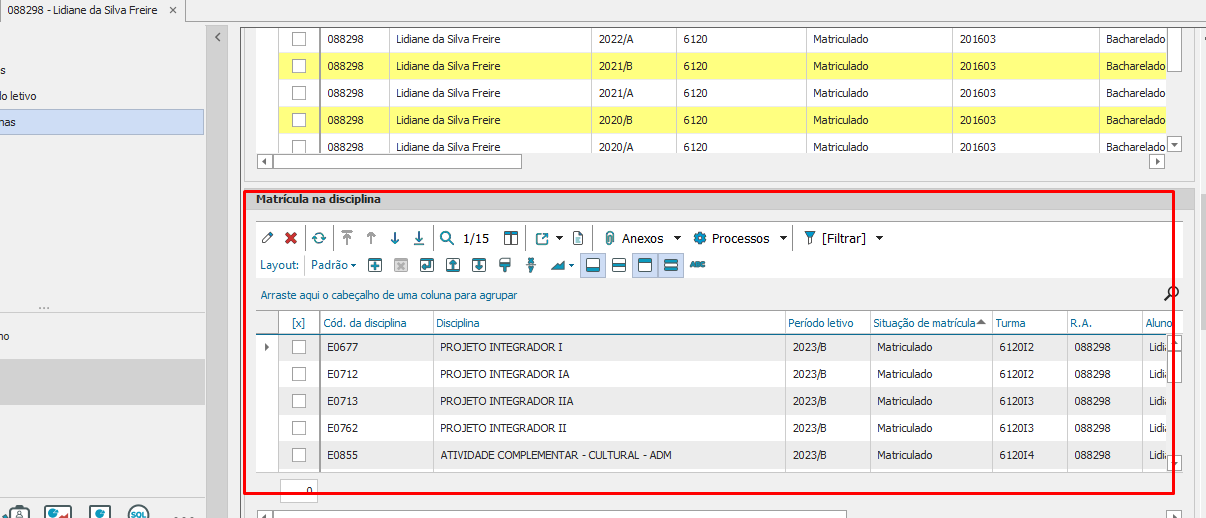 088298 - Lidiane da Silva Freire ×
088298 Lidiane da Silva Freire 2022/A 6120 Matriculado 201603 Bacharelado
088298 Lidiane da Silva Freire 2021/B 6120 Matriculado 201603 Bacharelado
088298 Lidiane da Silva Freire 2021/A 6120 Matriculado 201603 Bacharelado
088298 Lidiane da Silva Freire 2020/B 6120 Matriculado 201603 Bacharelado
088298 Lidiane da Silva Freire 2020/A 6120 Matriculado 201603 Bacharelado
s
lo letivo
nas
no
Matrícula na disciplina
1/15 Anexos Processos [Filtrar]
Layout: Padrão ABC
Arraste aqui o cabeçalho de uma coluna para agrupar
[x] Cód. da disciplina Disciplina Período letivo Situação de matrícula Turma R.A. Aluno
E0677 PROJETO INTEGRADOR I 2023/B Matriculado 6120I2 088298 Lidia
E0712 PROJETO INTEGRADOR IA 2023/B Matriculado 6120I2 088298 Lidia
E0713 PROJETO INTEGRADOR IIA 2023/B Matriculado 6120I3 088298 Lidia
E0762 PROJETO INTEGRADOR II 2023/B Matriculado 6120I3 088298 Lidia
E0855 ATIVIDADE COMPLEMENTAR - CULTURAL - ADM 2023/B Matriculado 6120I4 088298 Lidia
0
SQL